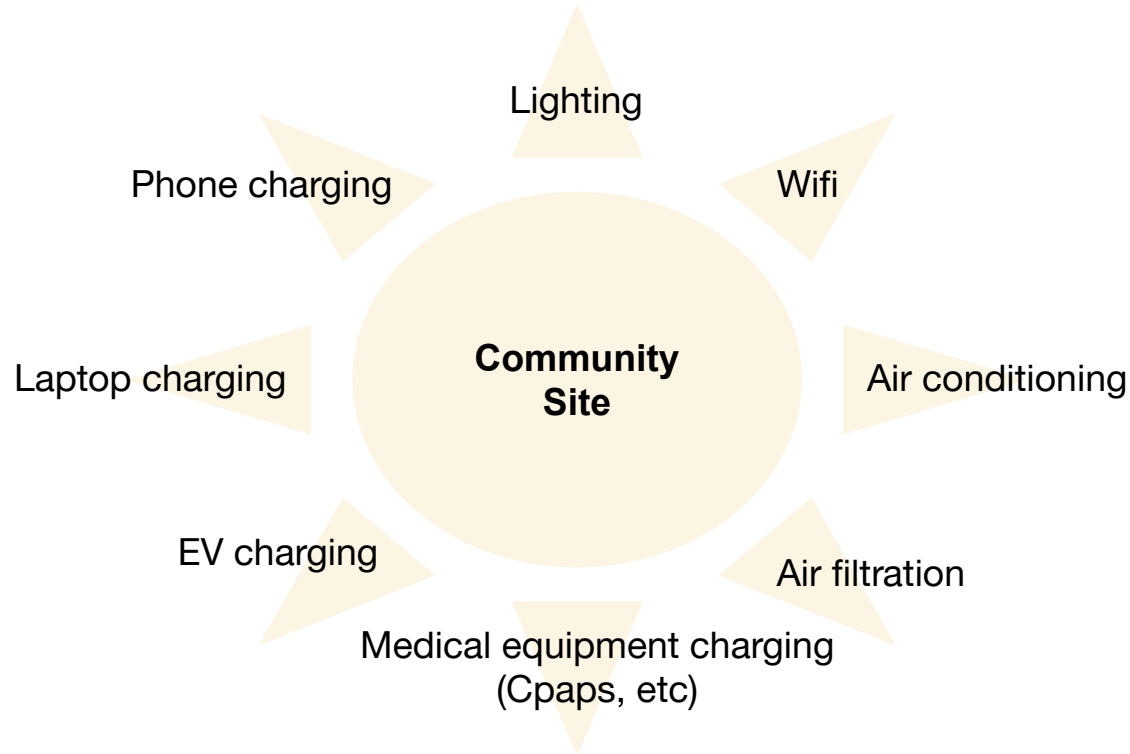 Lighting
Phone charging
Wifi
Community
Site
Laptop charging
Air conditioning
EV charging
Air filtration
Medical equipment charging
(Cpaps, etc)